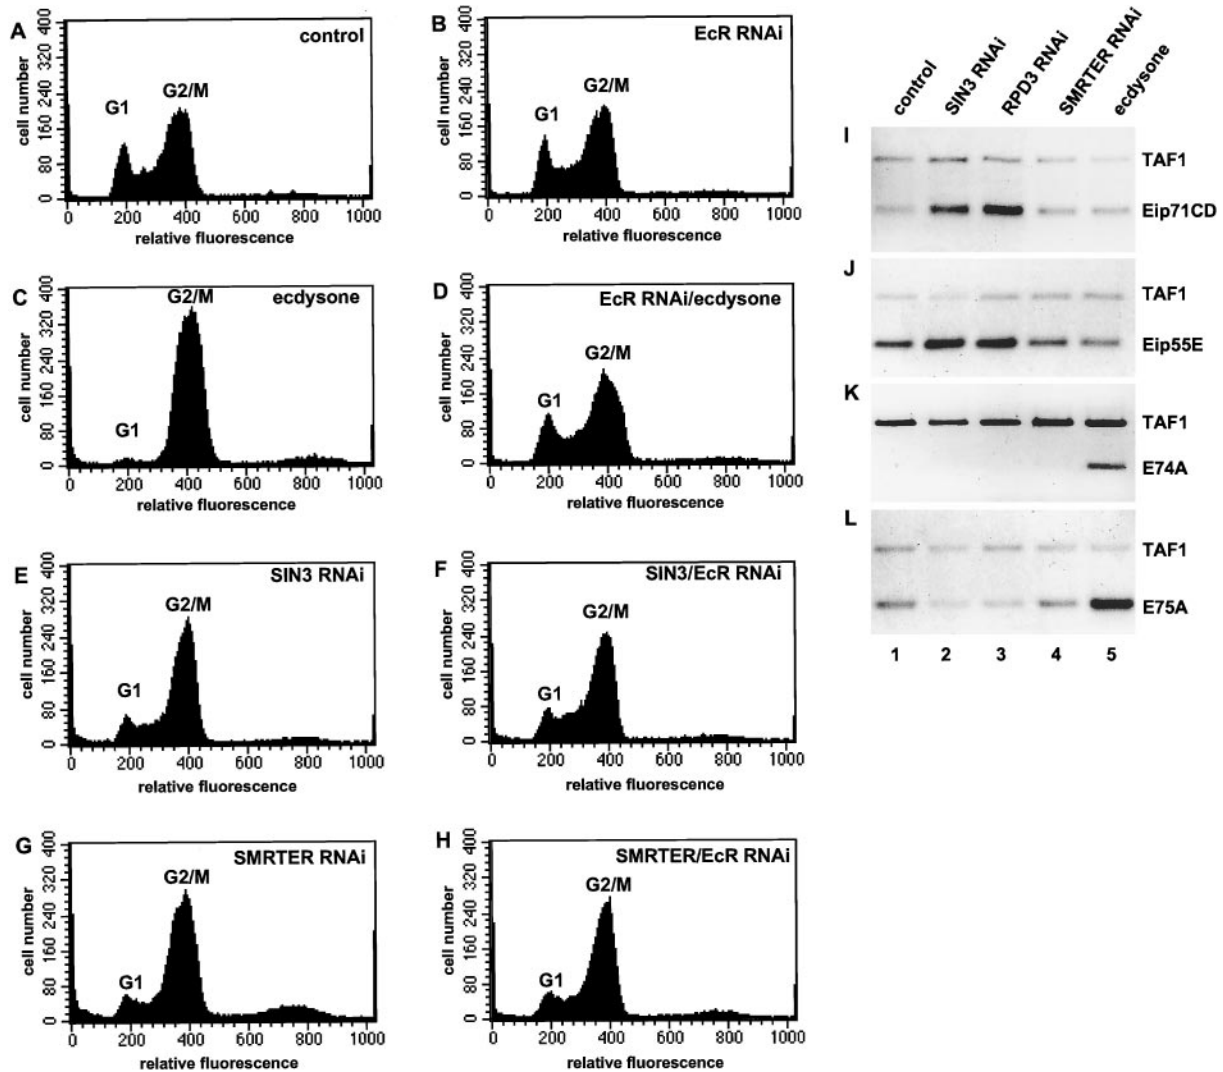 A
control
G1
G2/M
cell number
0 80 160 240 320 400
0 200 400 600 800 1000
relative fluorescence
B
EcR RNAi
G1
G2/M
cell number
0 80 160 240 320 400
0 200 400 600 800 1000
relative fluorescence
C
ecdysone
G1
G2/M
cell number
0 80 160 240 320 400
0 200 400 600 800 1000
relative fluorescence
D
EcR RNAi/ecdysone
G1
G2/M
cell number
0 80 160 240 320 400
0 200 400 600 800 1000
relative fluorescence
E
SIN3 RNAi
G1
G2/M
cell number
0 80 160 240 320 400
0 200 400 600 800 1000
relative fluorescence
F
SIN3/EcR RNAi
G1
G2/M
cell number
0 80 160 240 320 400
0 200 400 600 800 1000
relative fluorescence
G
SMRTER RNAi
G1
G2/M
cell number
0 80 160 240 320 400
0 200 400 600 800 1000
relative fluorescence
H
SMRTER/EcR RNAi
G1
G2/M
cell number
0 80 160 240 320 400
0 200 400 600 800 1000
relative fluorescence
control
SIN3 RNAi
RPD3 RNAi
SMRTER RNAi
ecdysone
I
TAF1
Eip71CD
J
TAF1
Eip55E
K
TAF1
E74A
L
TAF1
E75A
1 2 3 4 5